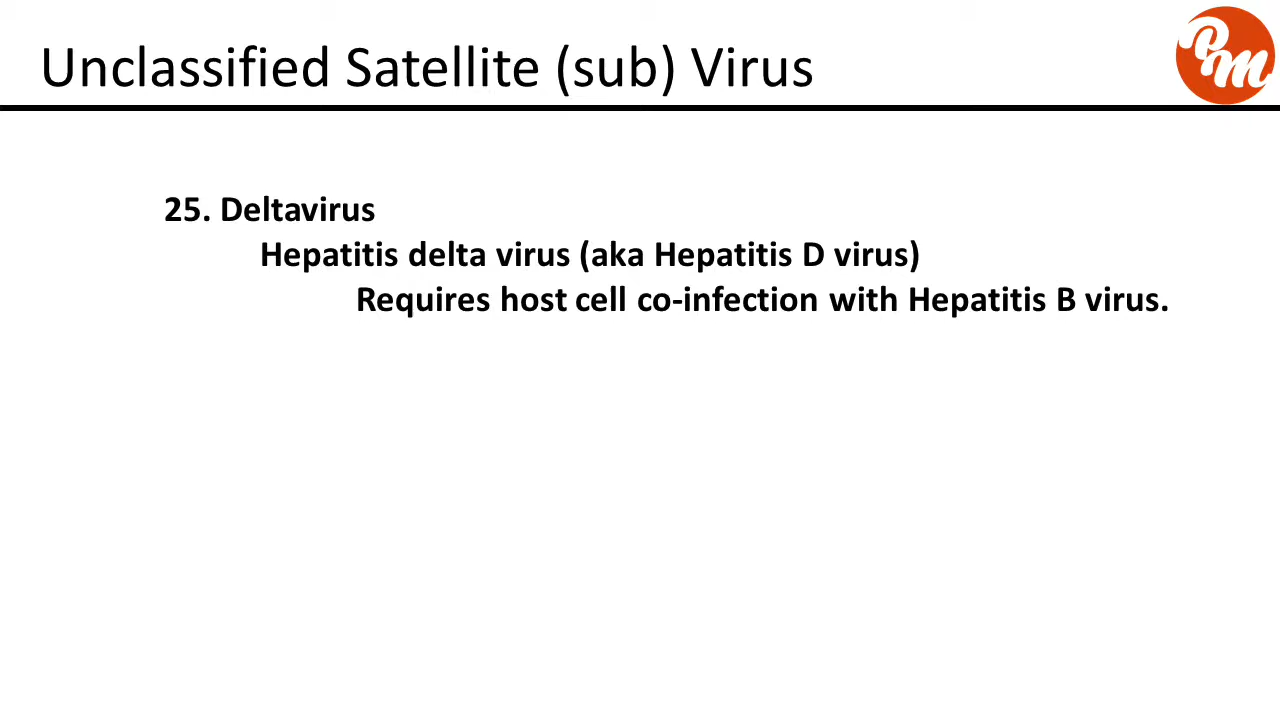 Unclassified Satellite (sub) Virus
PM
25. Deltavirus
Hepatitis delta virus (aka Hepatitis D virus)
Requires host cell co-infection with Hepatitis B virus.